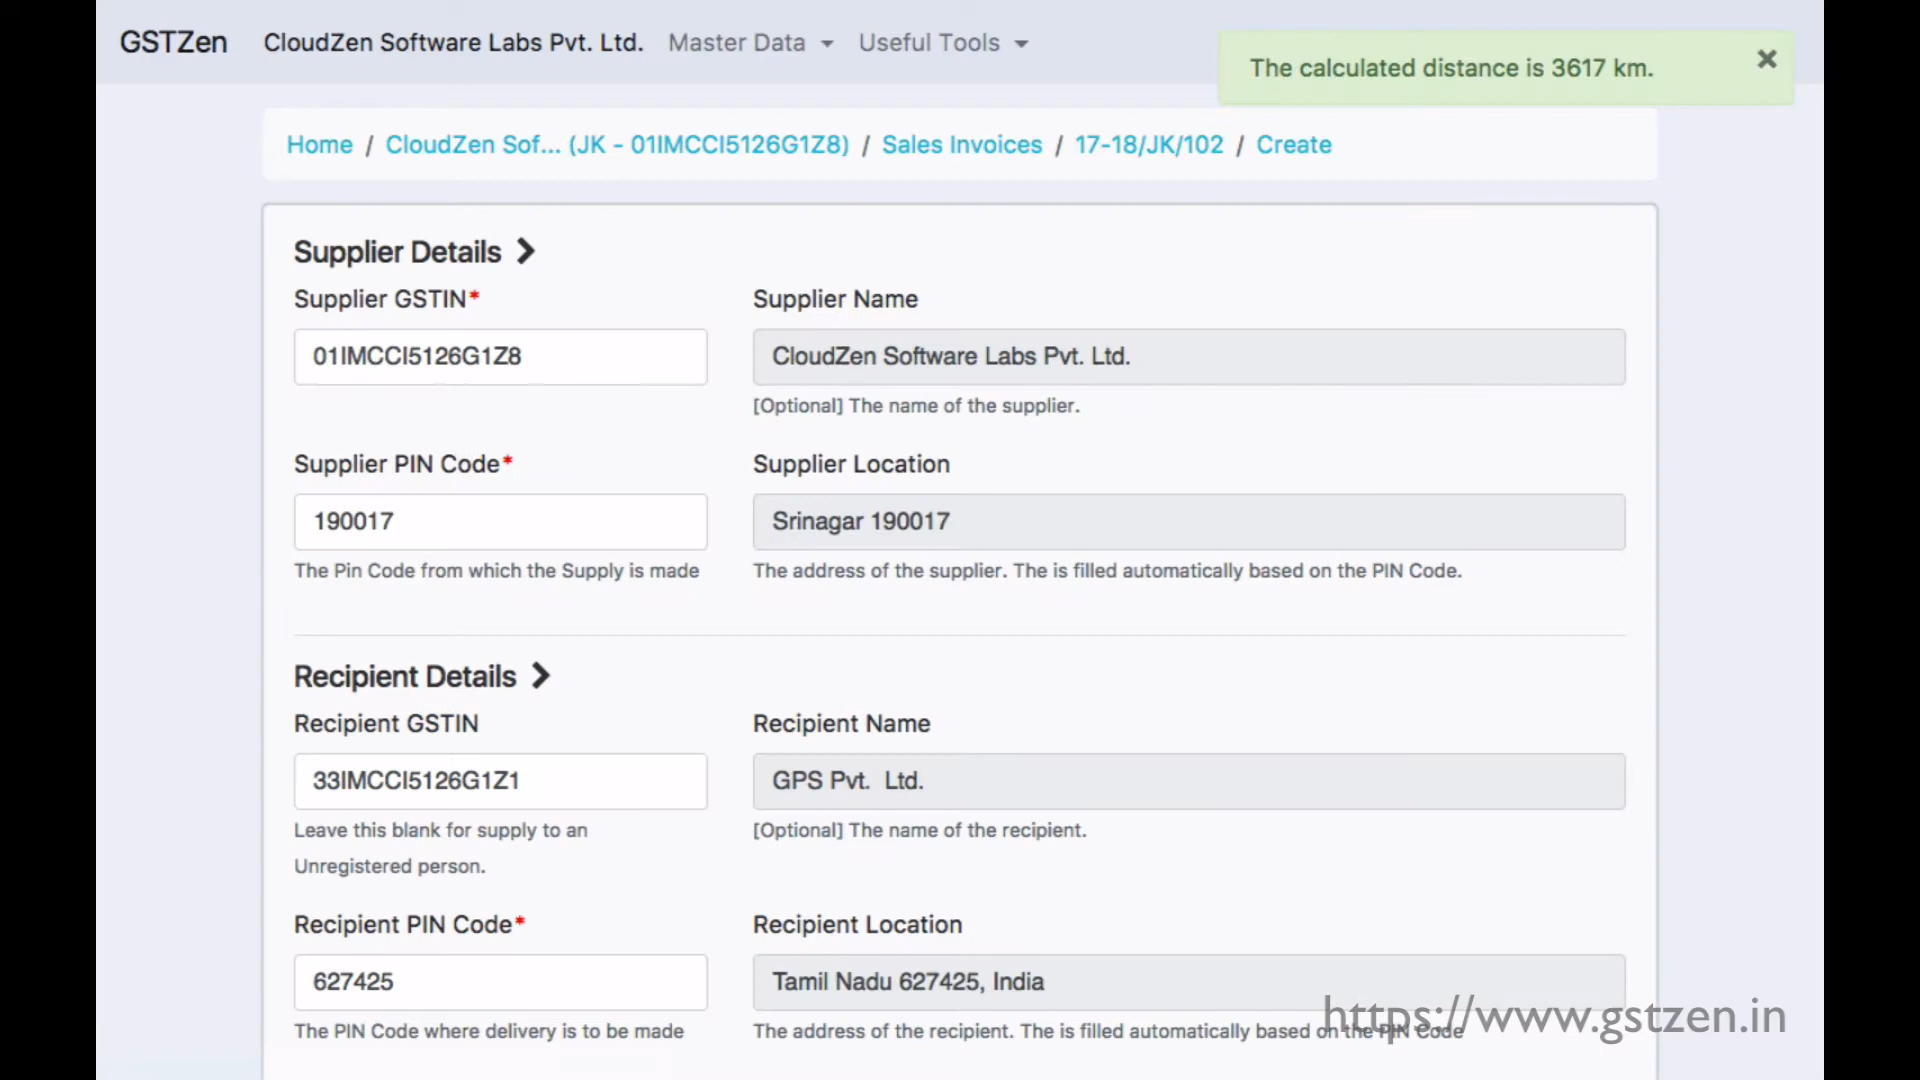 GSTZen CloudZen Software Labs Pvt. Ltd. Master Data Useful Tools
The calculated distance is 3617 km.
Home / CloudZen Sof... (JK - 01IMCCI5126G1Z8) / Sales Invoices / 17-18/JK/102 / Create
Supplier Details
Supplier GSTIN* Supplier Name
01IMCCI5126G1Z8 CloudZen Software Labs Pvt. Ltd.
[Optional] The name of the supplier.
Supplier PIN Code* Supplier Location
190017 Srinagar 190017
The Pin Code from which the Supply is made The address of the supplier. The is filled automatically based on the PIN Code.
Recipient Details
Recipient GSTIN Recipient Name
33IMCCI5126G1Z1 GPS Pvt. Ltd.
Leave this blank for supply to an [Optional] The name of the recipient.
Unregistered person.
Recipient PIN Code* Recipient Location
627425 Tamil Nadu 627425, India
https://www.gstzen.in
The PIN Code where delivery is to be made The address of the recipient. The is filled automatically based on the PIN Code